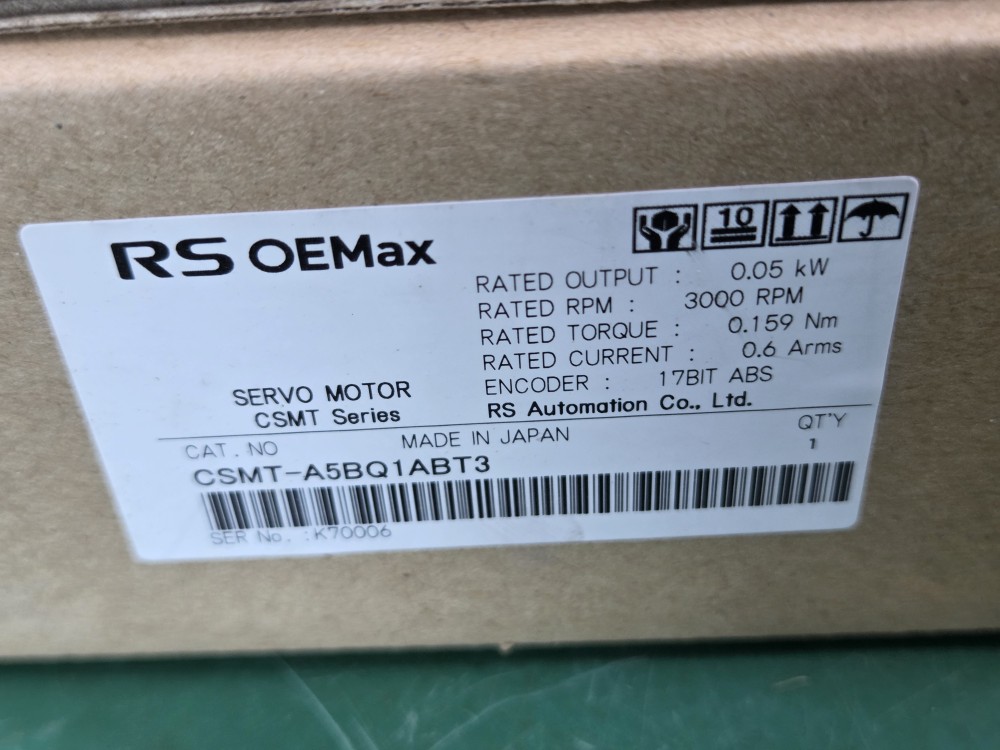 RS OEMax
10
RATED OUTPUT : 0.05 kW
RATED RPM : 3000 RPM
RATED TORQUE : 0.159 Nm
RATED CURRENT : 0.6 Arms
ENCODER : 17BIT ABS
SERVO MOTOR
CSMT Series
RS Automation Co., Ltd.
CAT. NO
MADE IN JAPAN
QT'Y
1
CSMT-A5BQ1ABT3
SER No. :K70006